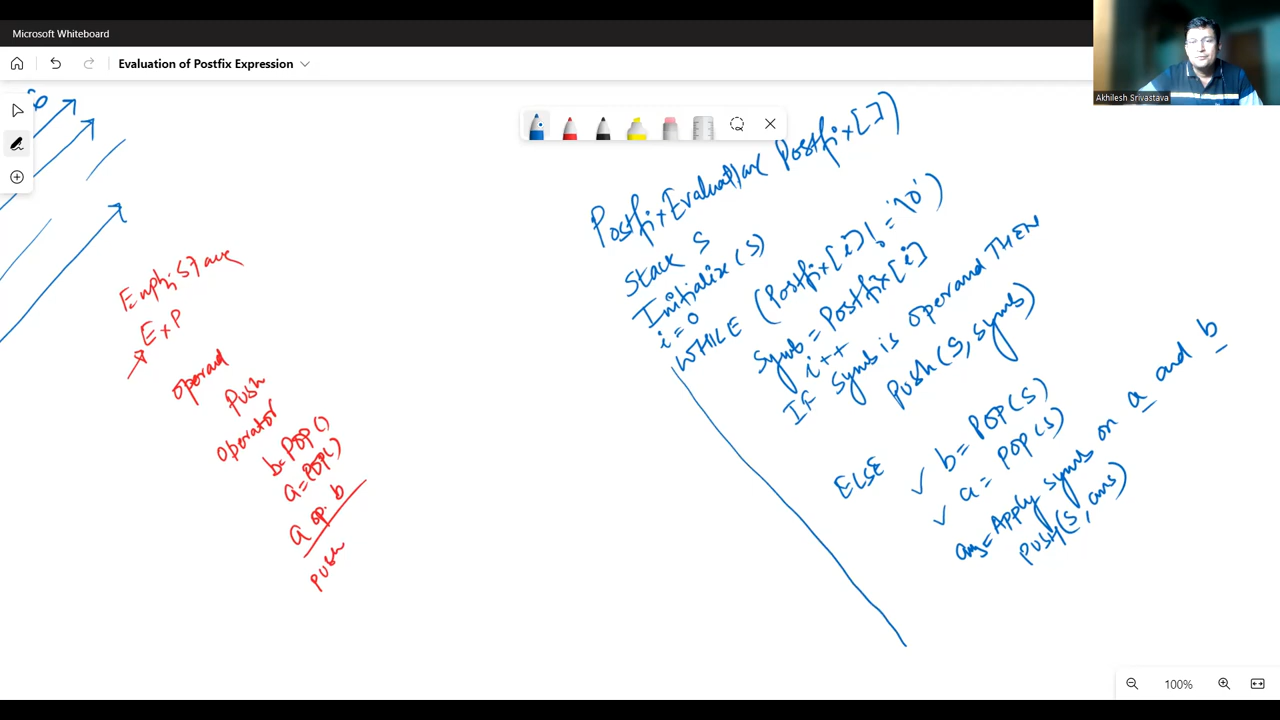 Microsoft Whiteboard
Evaluation of Postfix Expression
Akhilesh Srivastava
Empty Stack
Exp
operand
Push
operator
b=POP()
a=POP()
a op. b
push
PostfixEvaluation Postfix[])
Stack S
Initialize(S)
i=0
WHILE (Postfix[i]!='\0')
Symb=Postfix[i]
i++
IF Symb is operand THEN
Push(S,symb)
ELSE
b=POP(S)
a=POP(S)
ans=Apply symb on a and b
push(S,ans)
100%